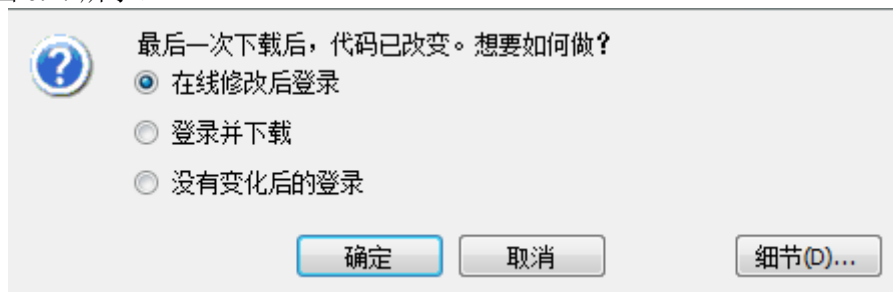 最后一次下载后，代码已改变。想要如何做?
在线修改后登录
登录并下载
没有变化后的登录
确定 取消 细节(D)...